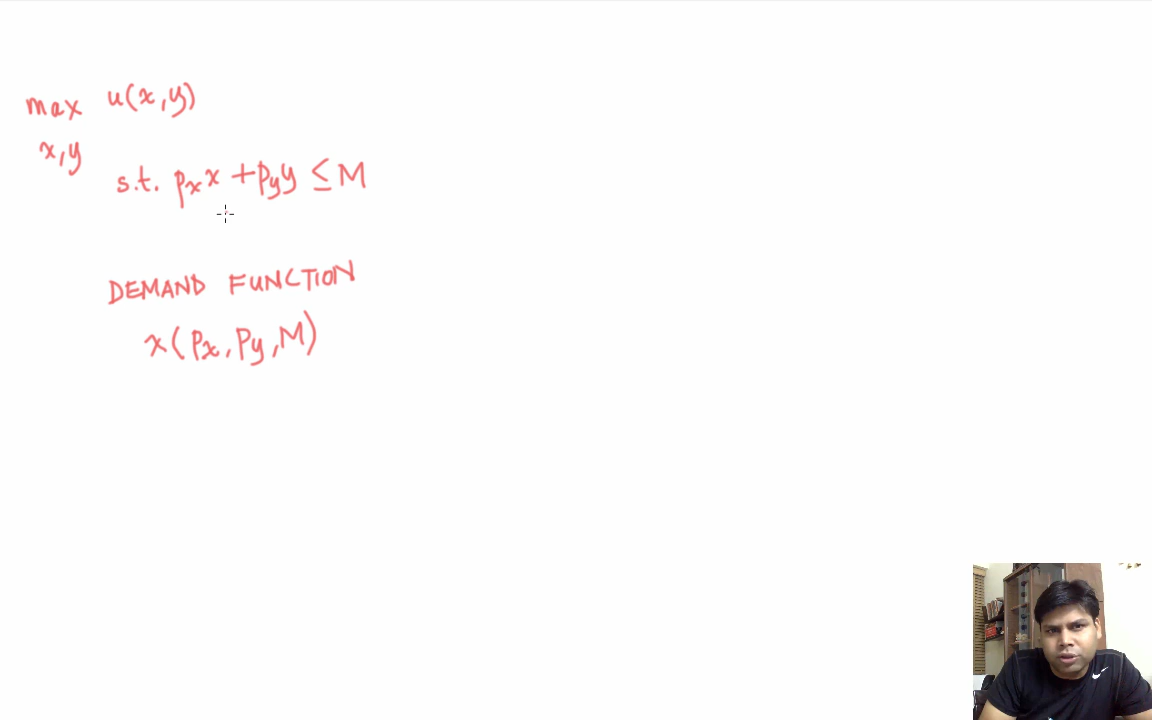 max u(x,y)
x,y
s.t. pxx + pyy ≤ M
DEMAND FUNCTION
x(px, py, M)